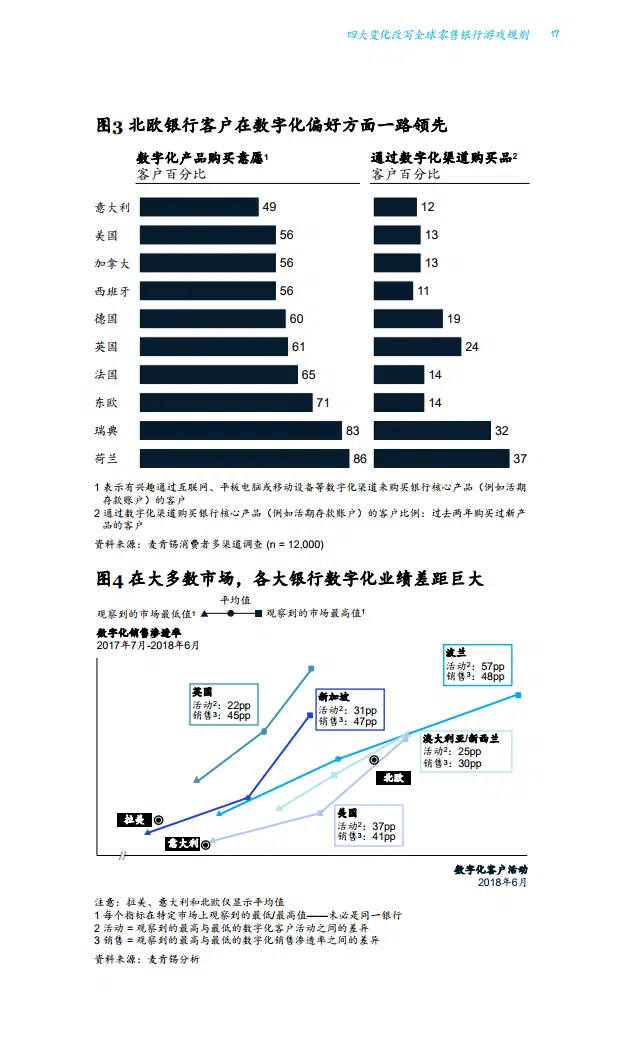 四大变化改写全球零售银行游戏规则 17
图3 北欧银行客户在数字化偏好方面一路领先
数字化产品购买意愿1
客户百分比
通过数字化渠道购买品2
客户百分比
意大利 49 12
美国 56 13
加拿大 56 13
西班牙 56 11
德国 60 19
英国 61 24
法国 65 14
东欧 71 14
瑞典 83 32
荷兰 86 37
1 表示有兴趣通过互联网、平板电脑或移动设备等数字化渠道来购买银行核心产品（例如活期
存款账户）的客户
2 通过数字化渠道购买银行核心产品（例如活期存款账户）的客户比例：过去两年购买过新产
品的客户
资料来源：麦肯锡消费者多渠道调查 (n = 12,000)
图4 在大多数市场，各大银行数字化业绩差距巨大
平均值
观察到的市场最低值1 观察到的市场最高值1
数字化销售渗透率
2017年7月-2018年6月
波兰
活动2：57pp
销售3：48pp
英国
活动2：22pp
销售3：45pp
新加坡
活动2：31pp
销售3：47pp
澳大利亚/新西兰
活动2：25pp
销售3：30pp
北欧
美国
活动2：37pp
销售3：41pp
拉美
意大利
数字化客户活动
2018年6月
注意：拉美、意大利和北欧仅显示平均值
1 每个指标在特定市场上观察到的最低/最高值——未必是同一银行
2 活动 = 观察到的最高与最低的数字化客户活动之间的差异
3 销售 = 观察到的最高与最低的数字化销售渗透率之间的差异
资料来源：麦肯锡分析